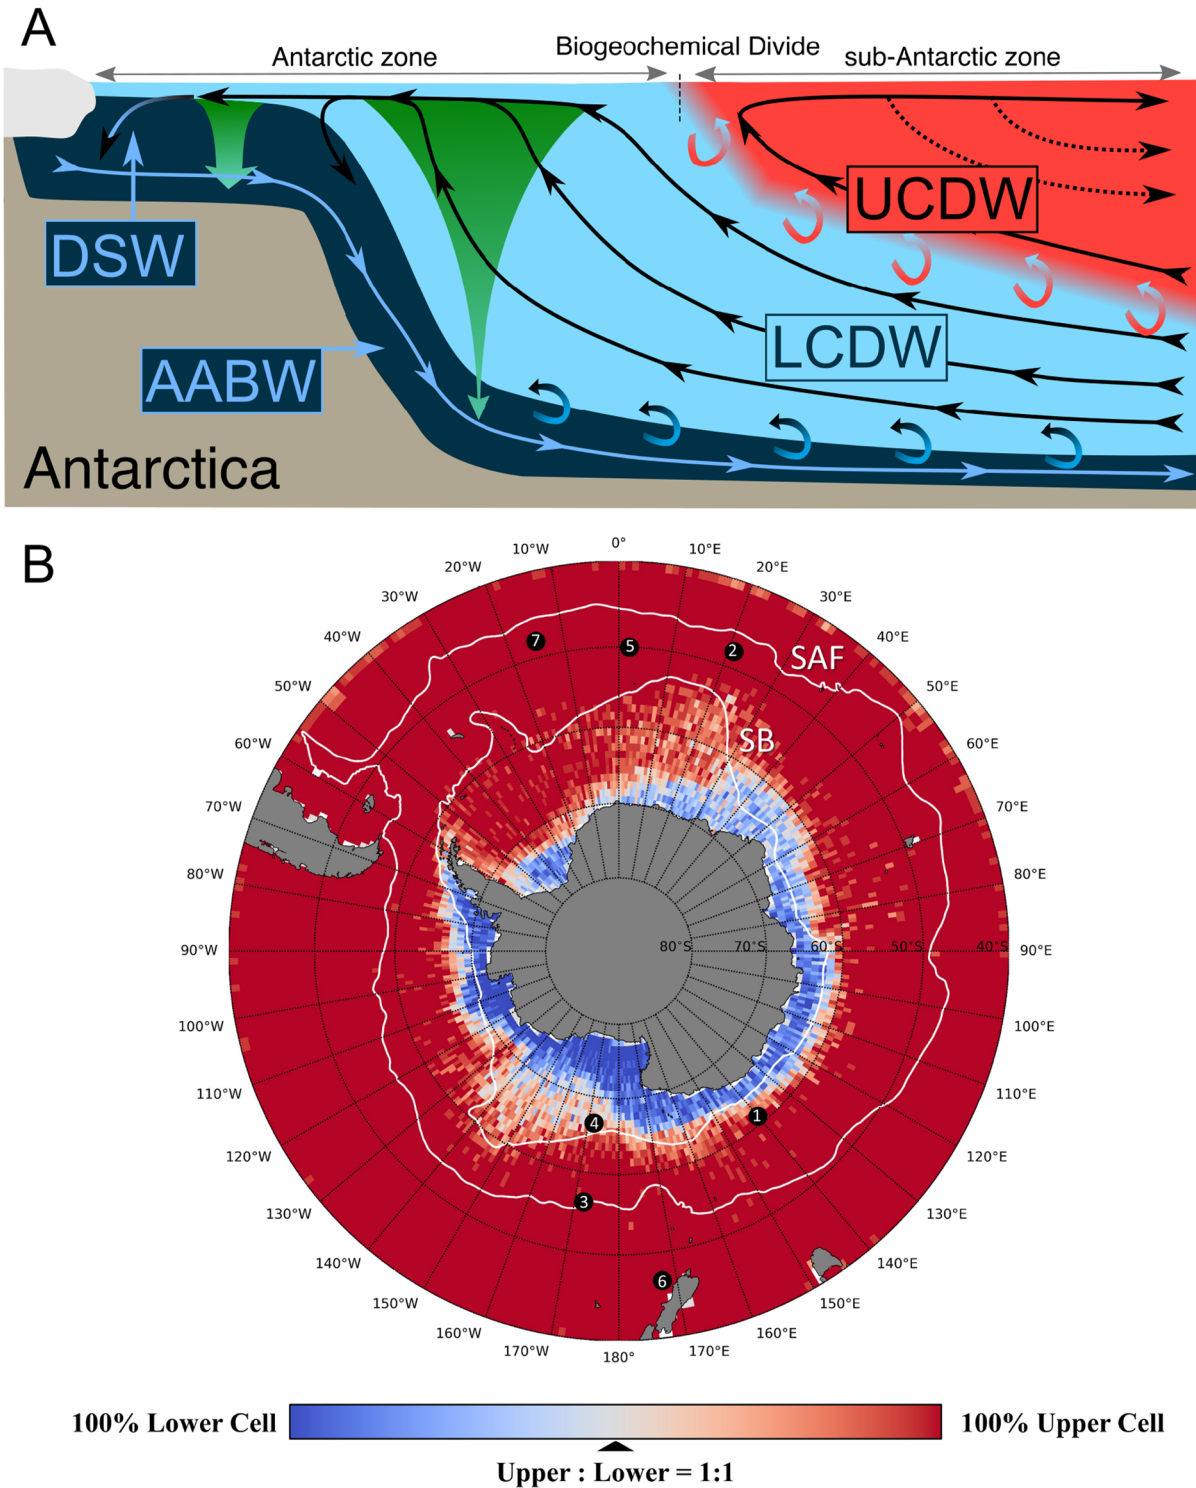 A
Antarctic zone
Biogeochemical Divide
sub-Antarctic zone
UCDW
DSW
LCDW
AABW
Antarctica
B
0°
10°W
10°E
20°W
20°E
30°W
30°E
40°W
40°E
7
5
2
SAF
50°W
50°E
60°W
SB
60°E
70°W
70°E
80°W
80°E
90°W
80°S
70°S
60°S
50°S
40°S
90°E
100°W
100°E
110°W
110°E
4
1
120°W
120°E
130°W
3
130°E
140°W
140°E
6
150°W
150°E
160°W
160°E
170°W
180°
170°E
100% Lower Cell
100% Upper Cell
Upper : Lower = 1:1